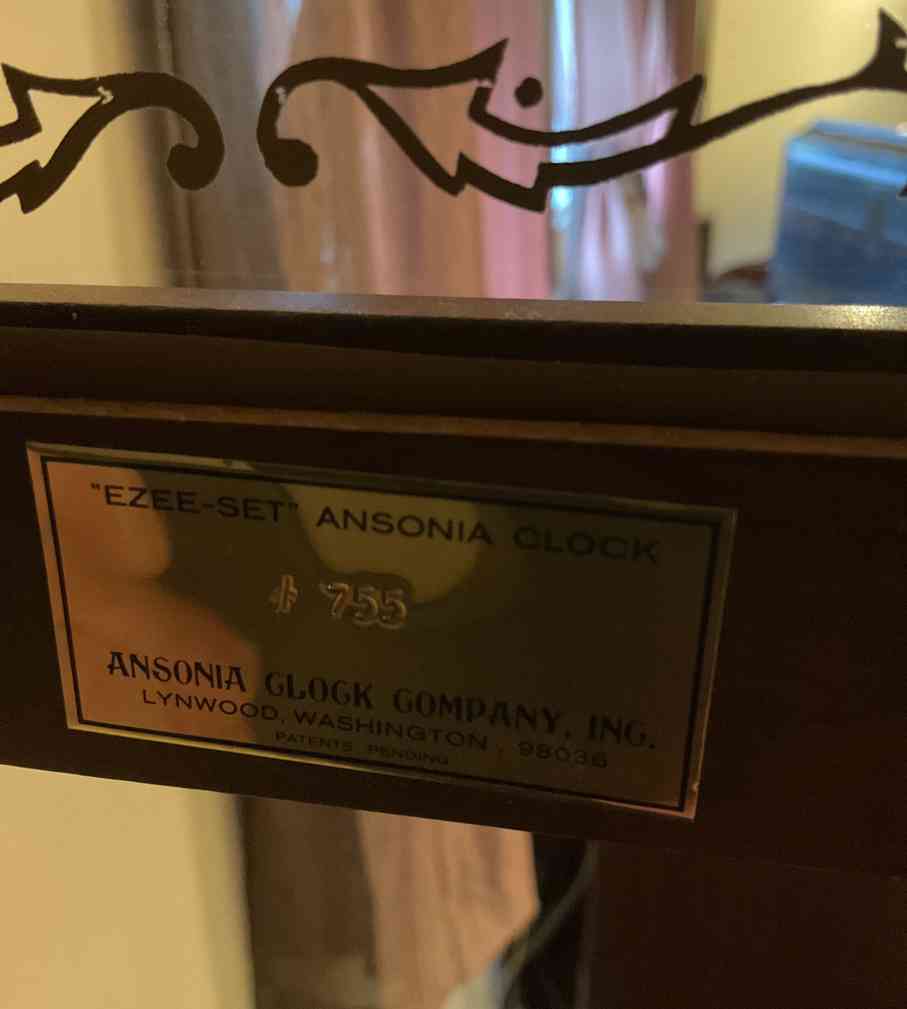 "EZEE-SET" ANSONIA CLOCK
# 755
ANSONIA CLOCK COMPANY, INC.
LYNWOOD, WASHINGTON, 98036
PATENTS PENDING